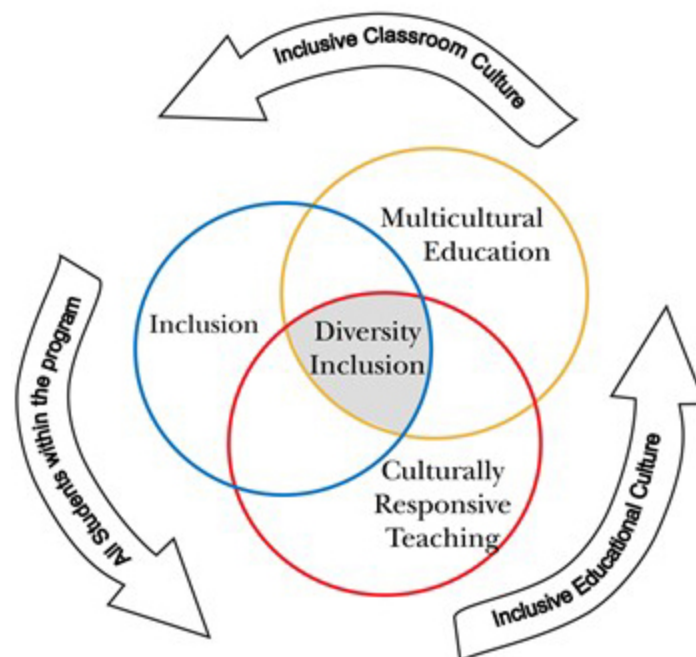 Inclusive Classroom Culture
Multicultural
Education
Inclusion
Diversity
Inclusion
Culturally
Responsive
Teaching
All Students within the program
Inclusive Educational Culture